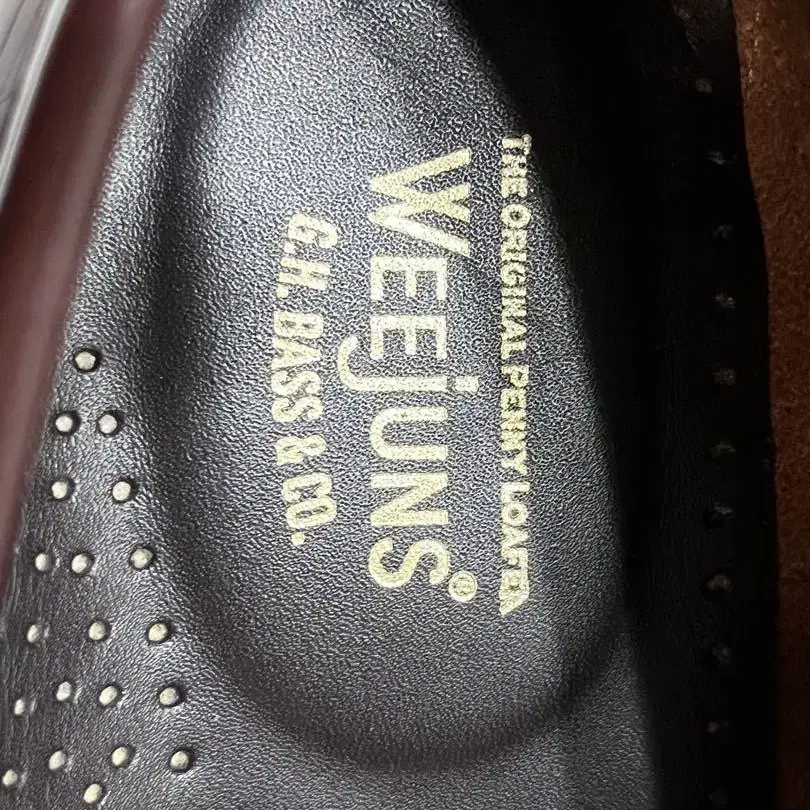 THE ORIGINAL PENNY LOAFER
WEEjUNS®
G.H. BASS & CO.